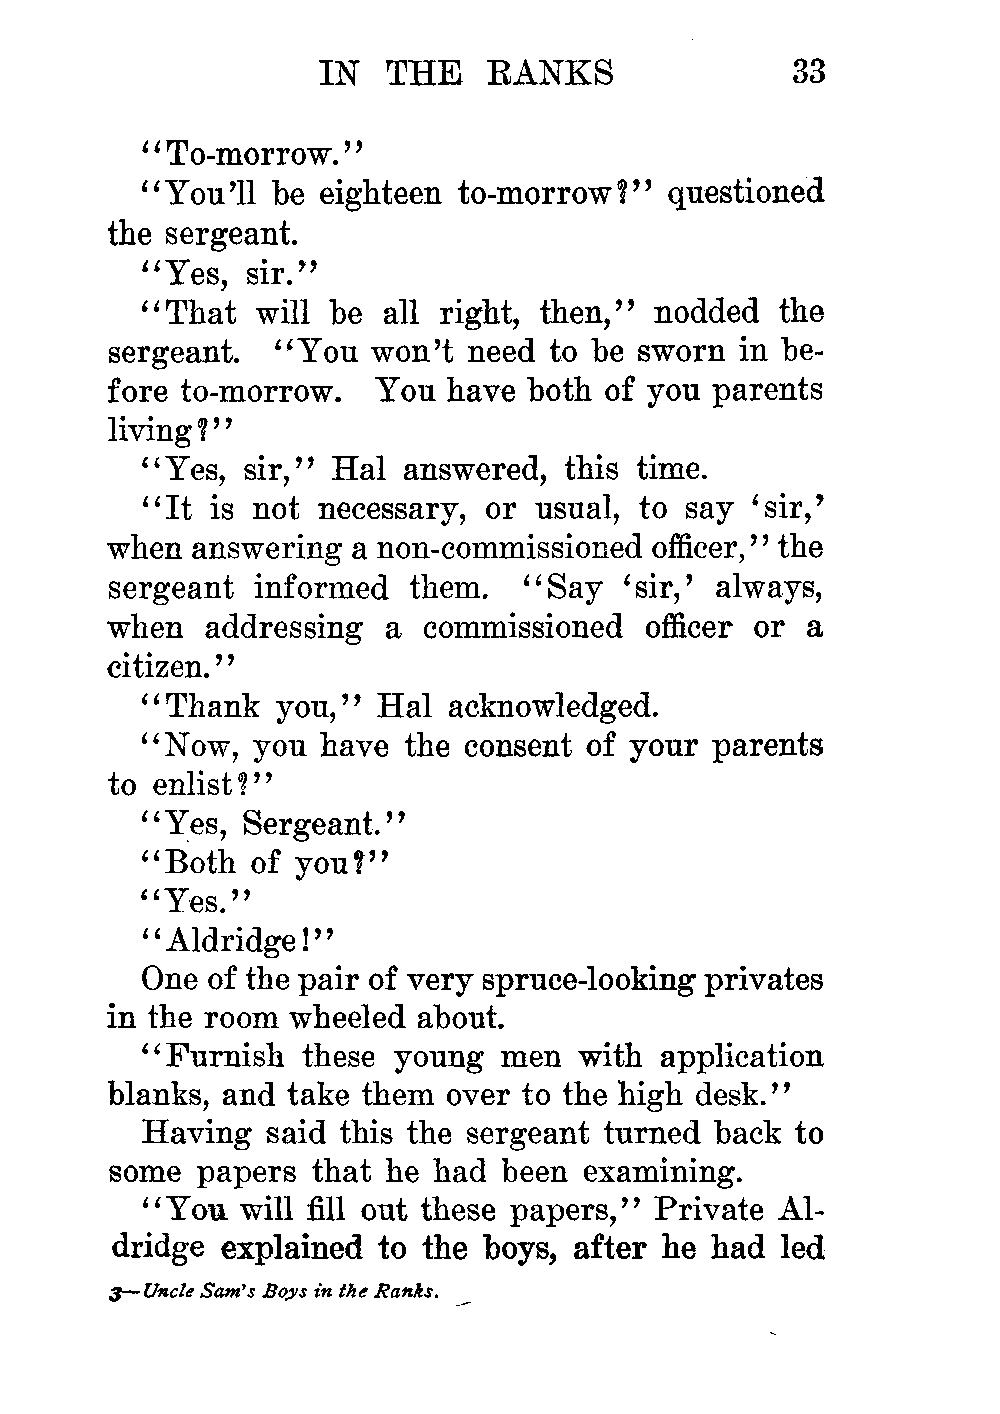 IN THE RANKS 33
"To-morrow."
"You'll be eighteen to-morrow?" questioned
the sergeant.
"Yes, sir."
"That will be all right, then," nodded the
sergeant. "You won't need to be sworn in be-
fore to-morrow. You have both of you parents
living?"
"Yes, sir," Hal answered, this time.
"It is not necessary, or usual, to say 'sir,'
when answering a non-commissioned officer," the
sergeant informed them. "Say 'sir,' always,
when addressing a commissioned officer or a
citizen."
"Thank you," Hal acknowledged.
"Now, you have the consent of your parents
to enlist?"
"Yes, Sergeant."
"Both of you?"
"Yes."
"Aldridge!"
One of the pair of very spruce-looking privates
in the room wheeled about.
"Furnish these young men with application
blanks, and take them over to the high desk."
Having said this the sergeant turned back to
some papers that he had been examining.
"You will fill out these papers," Private Al-
dridge explained to the boys, after he had led
3—Uncle Sam's Boys in the Ranks.